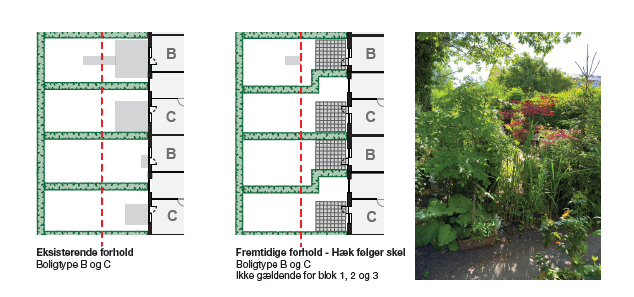 B
C
B
C
B
C
B
C
Eksisterende forhold
Boligtype B og C
Fremtidige forhold - Hæk følger skel
Boligtype B og C
Ikke gældende for blok 1, 2 og 3